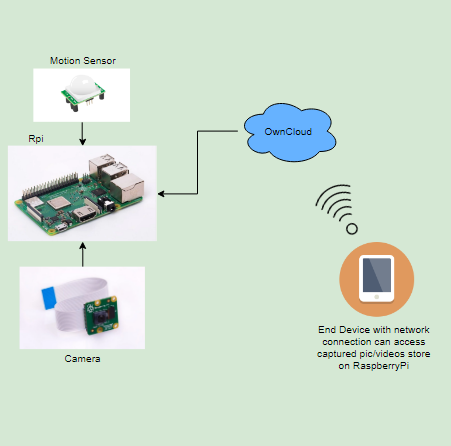 Motion Sensor
Rpi
OwnCloud
Camera
End Device with network
connection can access
captured pic/videos store
on RaspberryPi